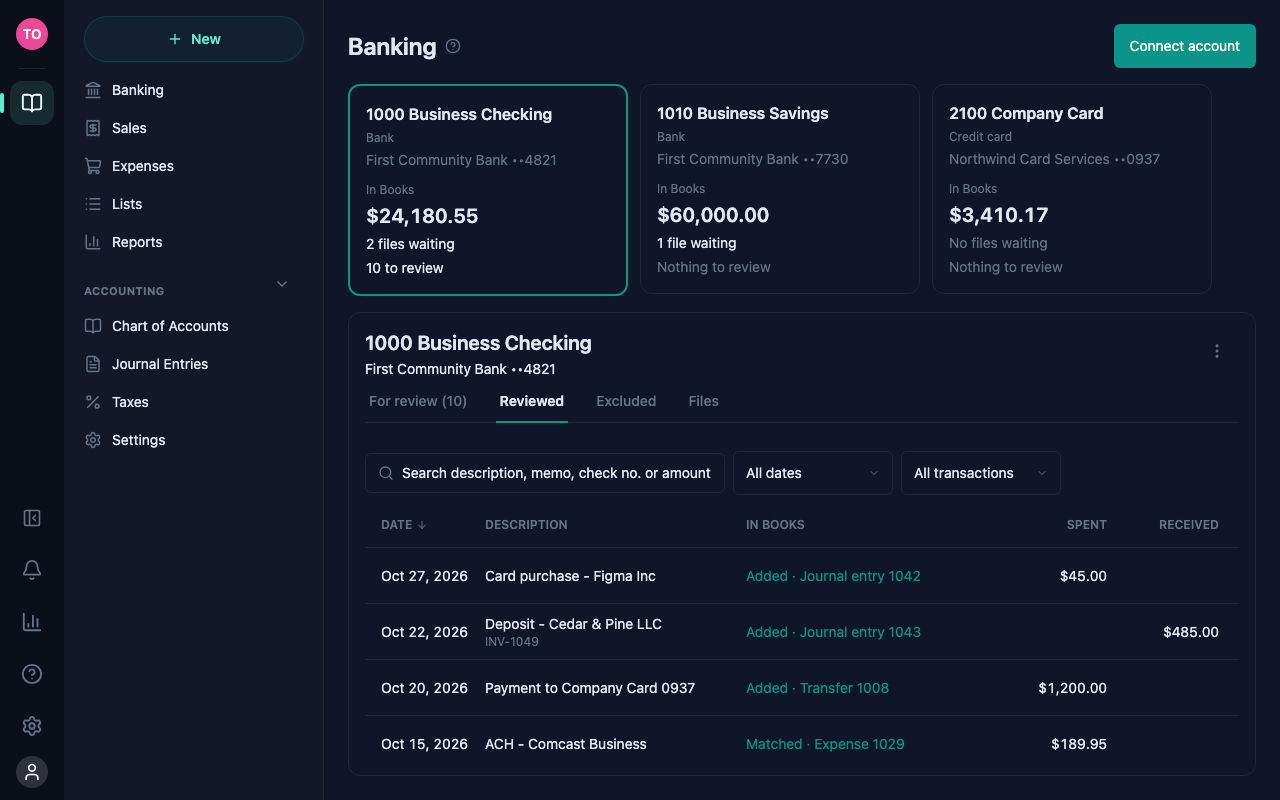 TO
New
Banking
Sales
Expenses
Lists
Reports
ACCOUNTING
Chart of Accounts
Journal Entries
Taxes
Settings
Banking
Connect account
1000 Business Checking
Bank
First Community Bank ••4821
In Books
$24,180.55
2 files waiting
10 to review
1010 Business Savings
Bank
First Community Bank ••7730
In Books
$60,000.00
1 file waiting
Nothing to review
2100 Company Card
Credit card
Northwind Card Services ••0937
In Books
$3,410.17
No files waiting
Nothing to review
1000 Business Checking
First Community Bank ••4821
For review (10) Reviewed Excluded Files
Search description, memo, check no. or amount All dates All transactions
DATE DESCRIPTION IN BOOKS SPENT RECEIVED
Oct 27, 2026 Card purchase - Figma Inc Added · Journal entry 1042 $45.00
Oct 22, 2026 Deposit - Cedar & Pine LLC Added · Journal entry 1043 $485.00
INV-1049
Oct 20, 2026 Payment to Company Card 0937 Added · Transfer 1008 $1,200.00
Oct 15, 2026 ACH - Comcast Business Matched · Expense 1029 $189.95